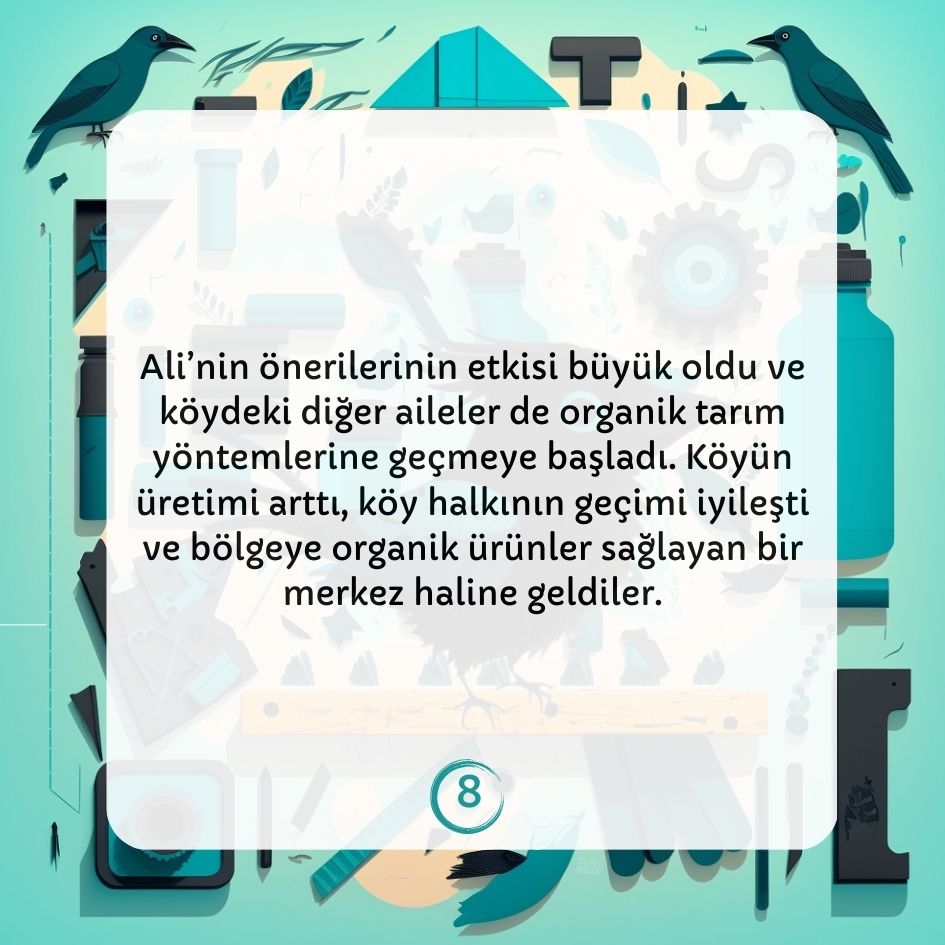 Ali’nin önerilerinin etkisi büyük oldu ve
köydeki diğer aileler de organik tarım
yöntemlerine geçmeye başladı. Köyün
üretimi arttı, köy halkının geçimi iyileşti
ve bölgeye organik ürünler sağlayan bir
merkez haline geldiler.
8